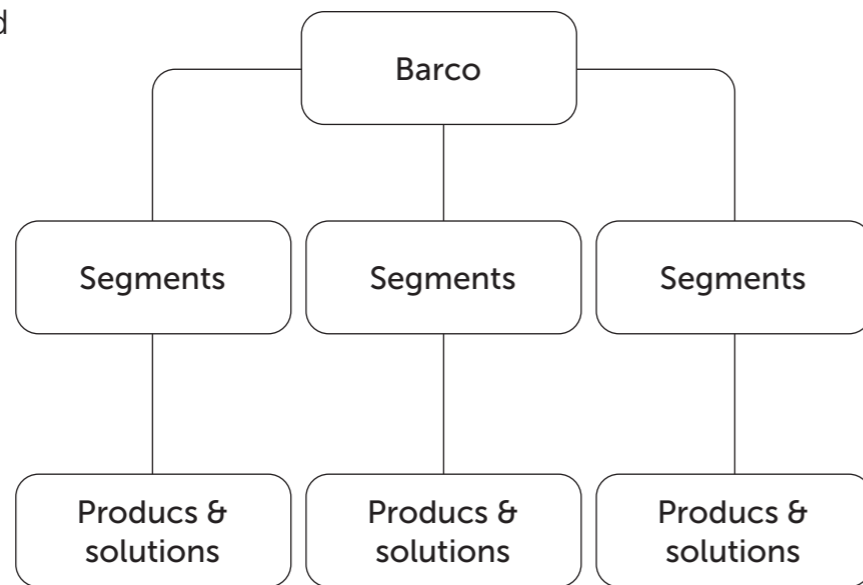 d
Barco
Segments
Segments
Segments
Producs &
solutions
Producs &
solutions
Producs &
solutions